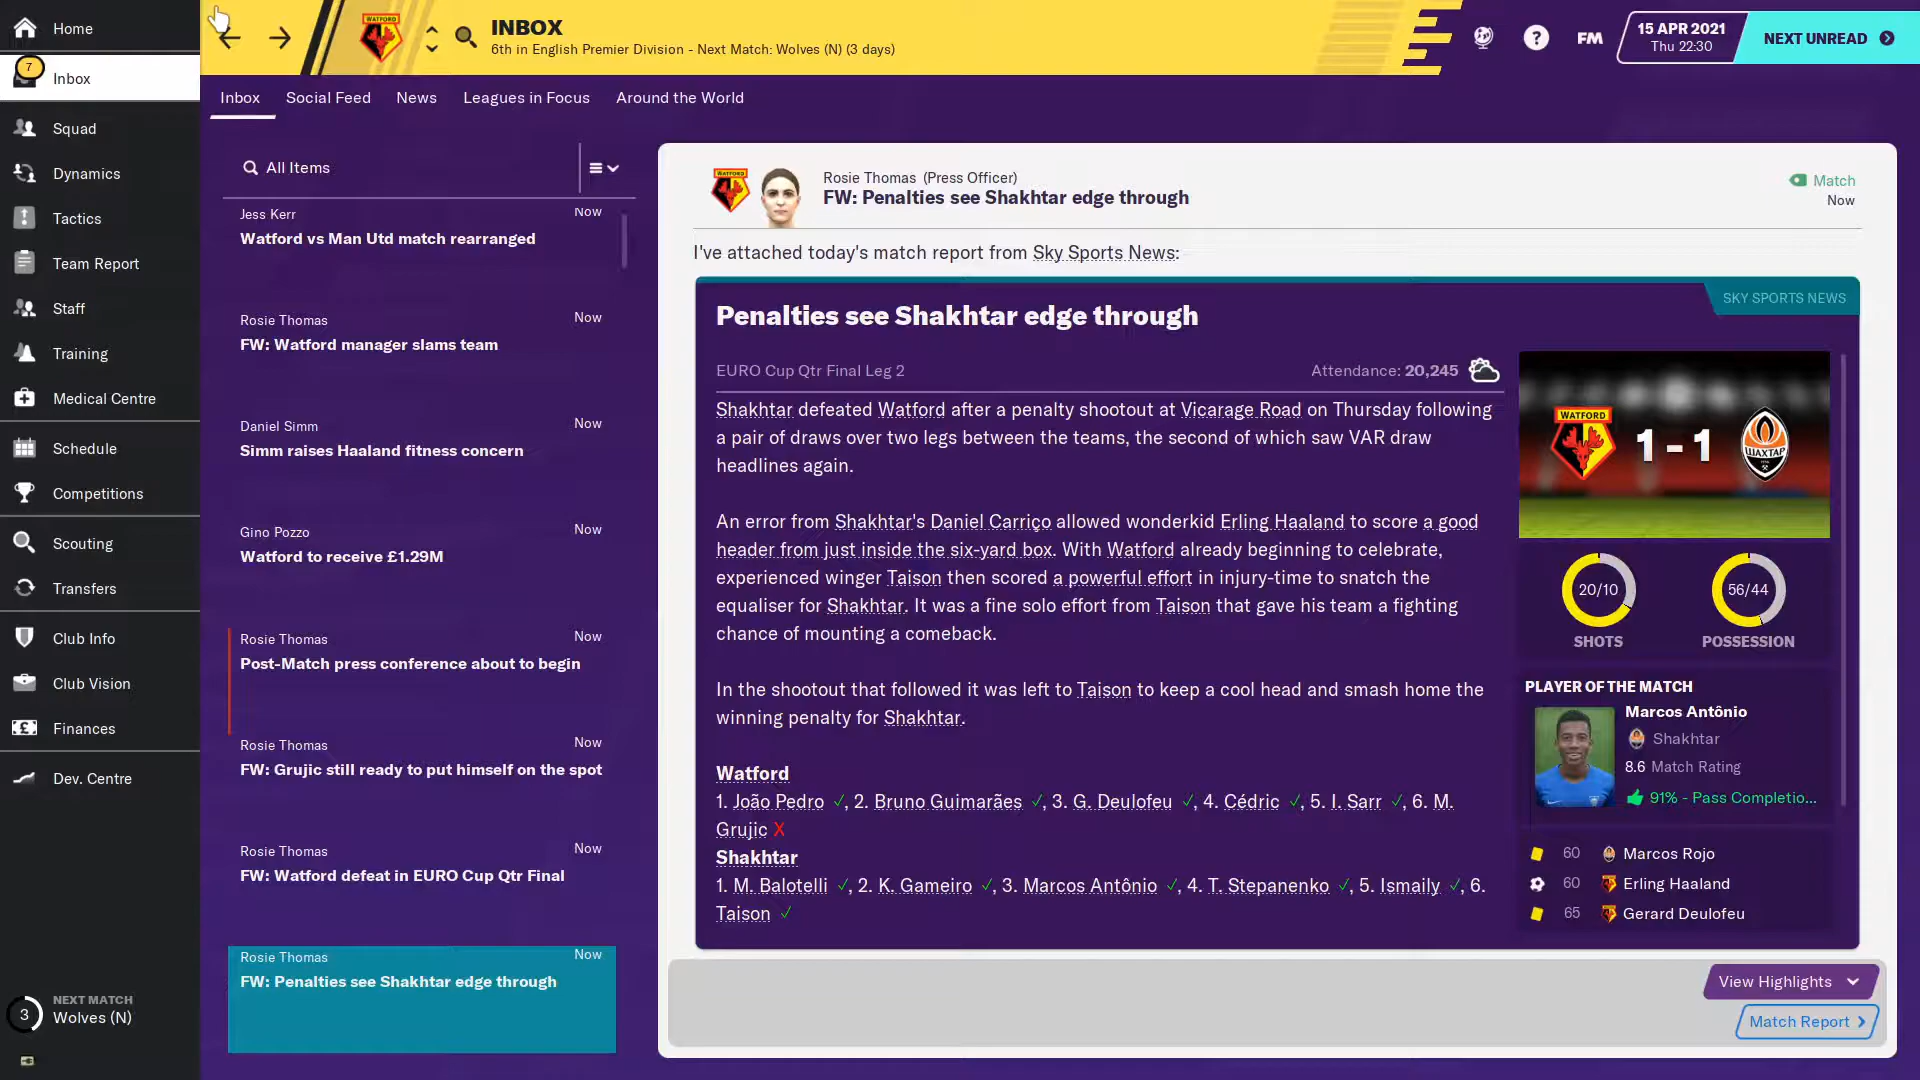 Home
7
Inbox
Squad
Dynamics
Tactics
Team Report
Staff
Training
Medical Centre
Schedule
Competitions
Scouting
Transfers
Club Info
Club Vision
Finances
Dev. Centre
3
NEXT MATCH
Wolves (N)
WATFORD
INBOX
6th in English Premier Division - Next Match: Wolves (N) (3 days)
?
FM
15 APR 2021
Thu 22:30
NEXT UNREAD
Inbox
Social Feed
News
Leagues in Focus
Around the World
All Items
Jess Kerr
Now
Watford vs Man Utd match rearranged
Rosie Thomas
Now
FW: Watford manager slams team
Daniel Simm
Now
Simm raises Haaland fitness concern
Gino Pozzo
Now
Watford to receive £1.29M
Rosie Thomas
Now
Post-Match press conference about to begin
Rosie Thomas
Now
FW: Grujic still ready to put himself on the spot
Rosie Thomas
Now
FW: Watford defeat in EURO Cup Qtr Final
Rosie Thomas
Now
FW: Penalties see Shakhtar edge through
WATFORD
Rosie Thomas (Press Officer)
FW: Penalties see Shakhtar edge through
Match
Now
I've attached today's match report from Sky Sports News:
SKY SPORTS NEWS
Penalties see Shakhtar edge through
EURO Cup Qtr Final Leg 2
Attendance: 20,245
Shakhtar defeated Watford after a penalty shootout at Vicarage Road on Thursday following
a pair of draws over two legs between the teams, the second of which saw VAR draw
headlines again.
An error from Shakhtar's Daniel Carriço allowed wonderkid Erling Haaland to score a good
header from just inside the six-yard box. With Watford already beginning to celebrate,
experienced winger Taison then scored a powerful effort in injury-time to snatch the
equaliser for Shakhtar. It was a fine solo effort from Taison that gave his team a fighting
chance of mounting a comeback.
In the shootout that followed it was left to Taison to keep a cool head and smash home the
winning penalty for Shakhtar.
Watford
1. João Pedro ✓, 2. Bruno Guimarães ✓, 3. G. Deulofeu ✓, 4. Cédric ✓, 5. I. Sarr ✓, 6. M.
Grujic X
Shakhtar
1. M. Balotelli ✓, 2. K. Gameiro ✓, 3. Marcos Antônio ✓, 4. T. Stepanenko ✓, 5. Ismaily ✓, 6.
Taison ✓
WATFORD
1 - 1
ШАХТАР
20/10
SHOTS
56/44
POSSESSION
PLAYER OF THE MATCH
Marcos Antônio
Shakhtar
8.6 Match Rating
91% - Pass Completio...
60 Marcos Rojo
60 Erling Haaland
65 Gerard Deulofeu
View Highlights
Match Report